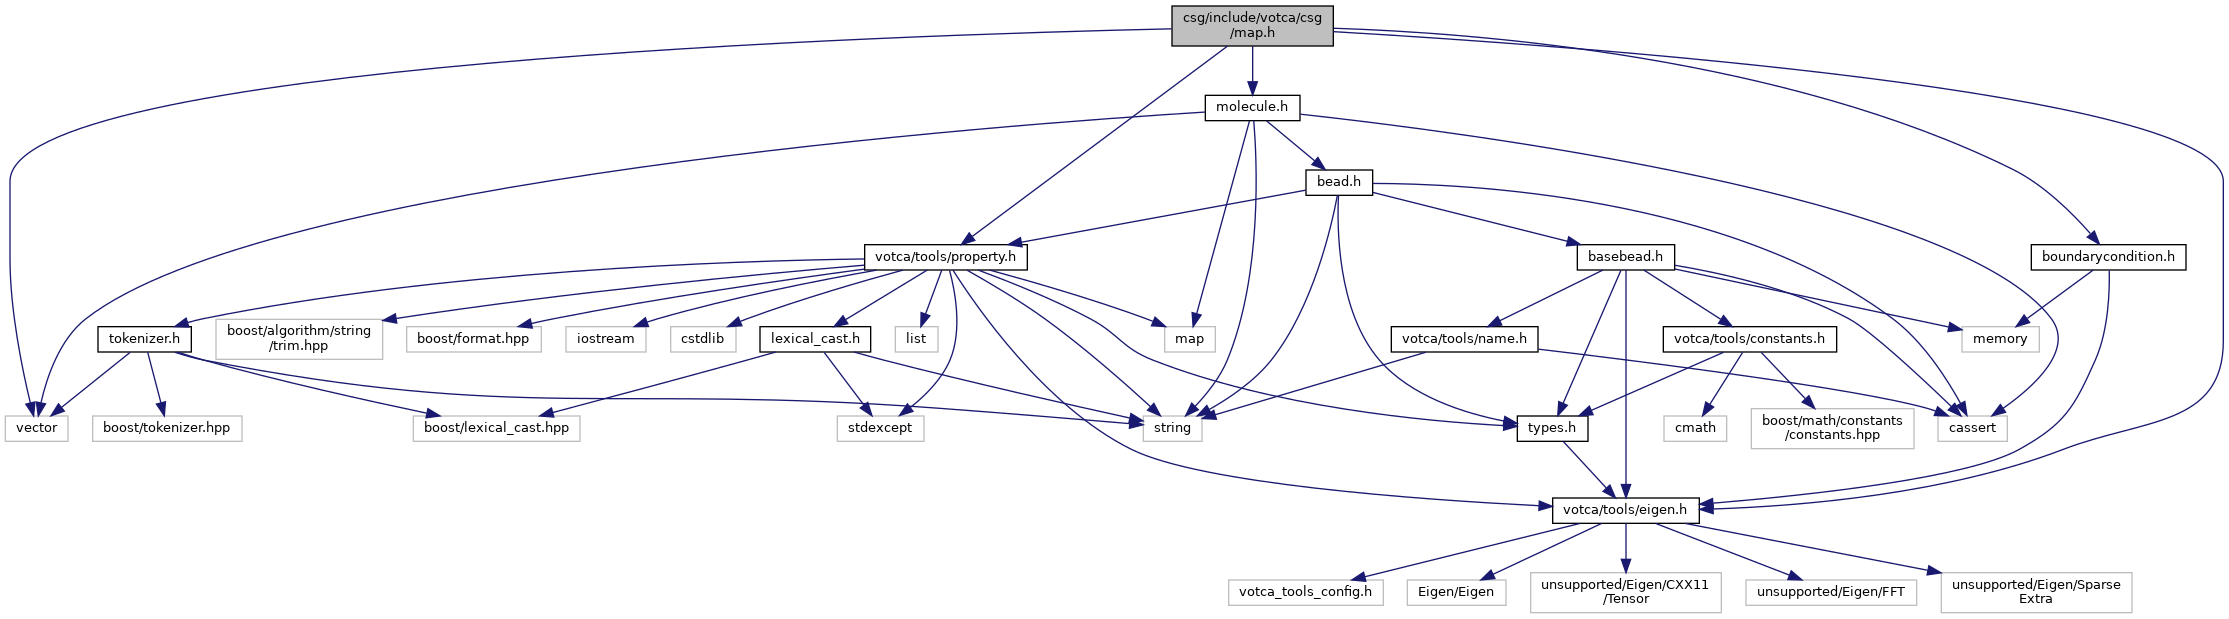 csg/include/votca/csg
/map.h
molecule.h
bead.h
votca/tools/property.h
basebead.h
boundarycondition.h
tokenizer.h
boost/algorithm/string
/trim.hpp
boost/format.hpp
iostream
cstdlib
lexical_cast.h
list
map
votca/tools/name.h
votca/tools/constants.h
memory
vector
boost/tokenizer.hpp
boost/lexical_cast.hpp
stdexcept
string
types.h
cmath
boost/math/constants
/constants.hpp
cassert
votca/tools/eigen.h
votca_tools_config.h
Eigen/Eigen
unsupported/Eigen/CXX11
/Tensor
unsupported/Eigen/FFT
unsupported/Eigen/Sparse
Extra